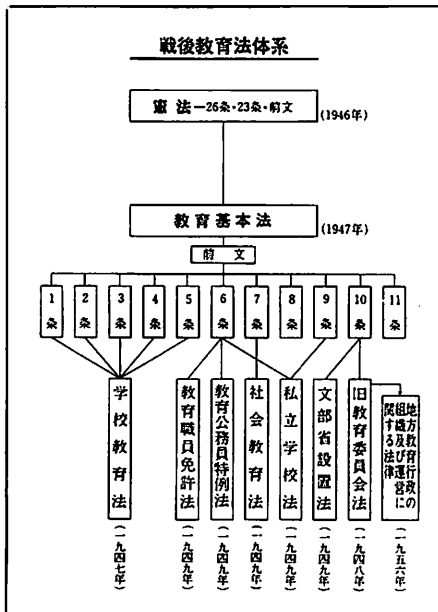 戦後教育法体系
憲法―26条・23条・前文
(1946年)
教育基本法
(1947年)
前文
1条
2条
3条
4条
5条
6条
7条
8条
9条
10条
11条
学校教育法
(一九四七年)
教育職員免許法
(一九四九年)
教育公務員特例法
(一九四九年)
社会教育法
(一九四九年)
私立学校法
(一九四九年)
文部省設置法
(一九四九年)
旧教育委員会法
(一九四八年)
地方教育行政の
組織及び運営に
関する法律
(一九五六年)